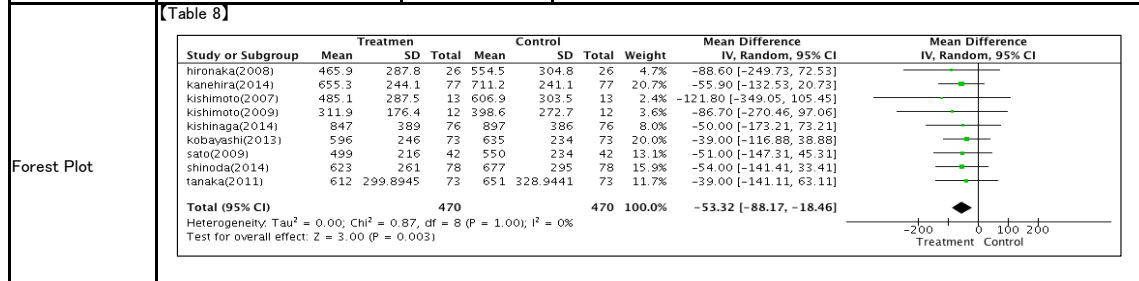 【Table 8】
Forest Plot
Treatmen Control Mean Difference Mean Difference
Study or Subgroup Mean SD Total Mean SD Total Weight IV, Random, 95% CI IV, Random, 95% CI
hironaka(2008) 465.9 287.8 26 554.5 304.8 26 4.7% -88.60 [-249.73, 72.53]
kanehira(2014) 655.3 244.1 77 711.2 241.1 77 20.7% -55.90 [-132.53, 20.73]
kishimoto(2007) 485.1 287.5 13 606.9 303.5 13 2.4% -121.80 [-349.05, 105.45]
kishimoto(2009) 311.9 176.4 12 398.6 272.7 12 3.6% -86.70 [-270.46, 97.06]
kishinaga(2014) 847 389 76 897 386 76 8.0% -50.00 [-173.21, 73.21]
kobayashi(2013) 596 246 73 635 234 73 20.0% -39.00 [-116.88, 38.88]
sato(2009) 499 216 42 550 234 42 13.1% -51.00 [-147.31, 45.31]
shinoda(2014) 623 261 78 677 295 78 15.9% -54.00 [-141.41, 33.41]
tanaka(2011) 612 299.8945 73 651 328.9441 73 11.7% -39.00 [-141.11, 63.11]
Total (95% CI) 470 470 100.0% -53.32 [-88.17, -18.46]
Heterogeneity: Tau² = 0.00; Chi² = 0.87, df = 8 (P = 1.00); I² = 0%
Test for overall effect: Z = 3.00 (P = 0.003)
-200 0 100 200
Treatment Control